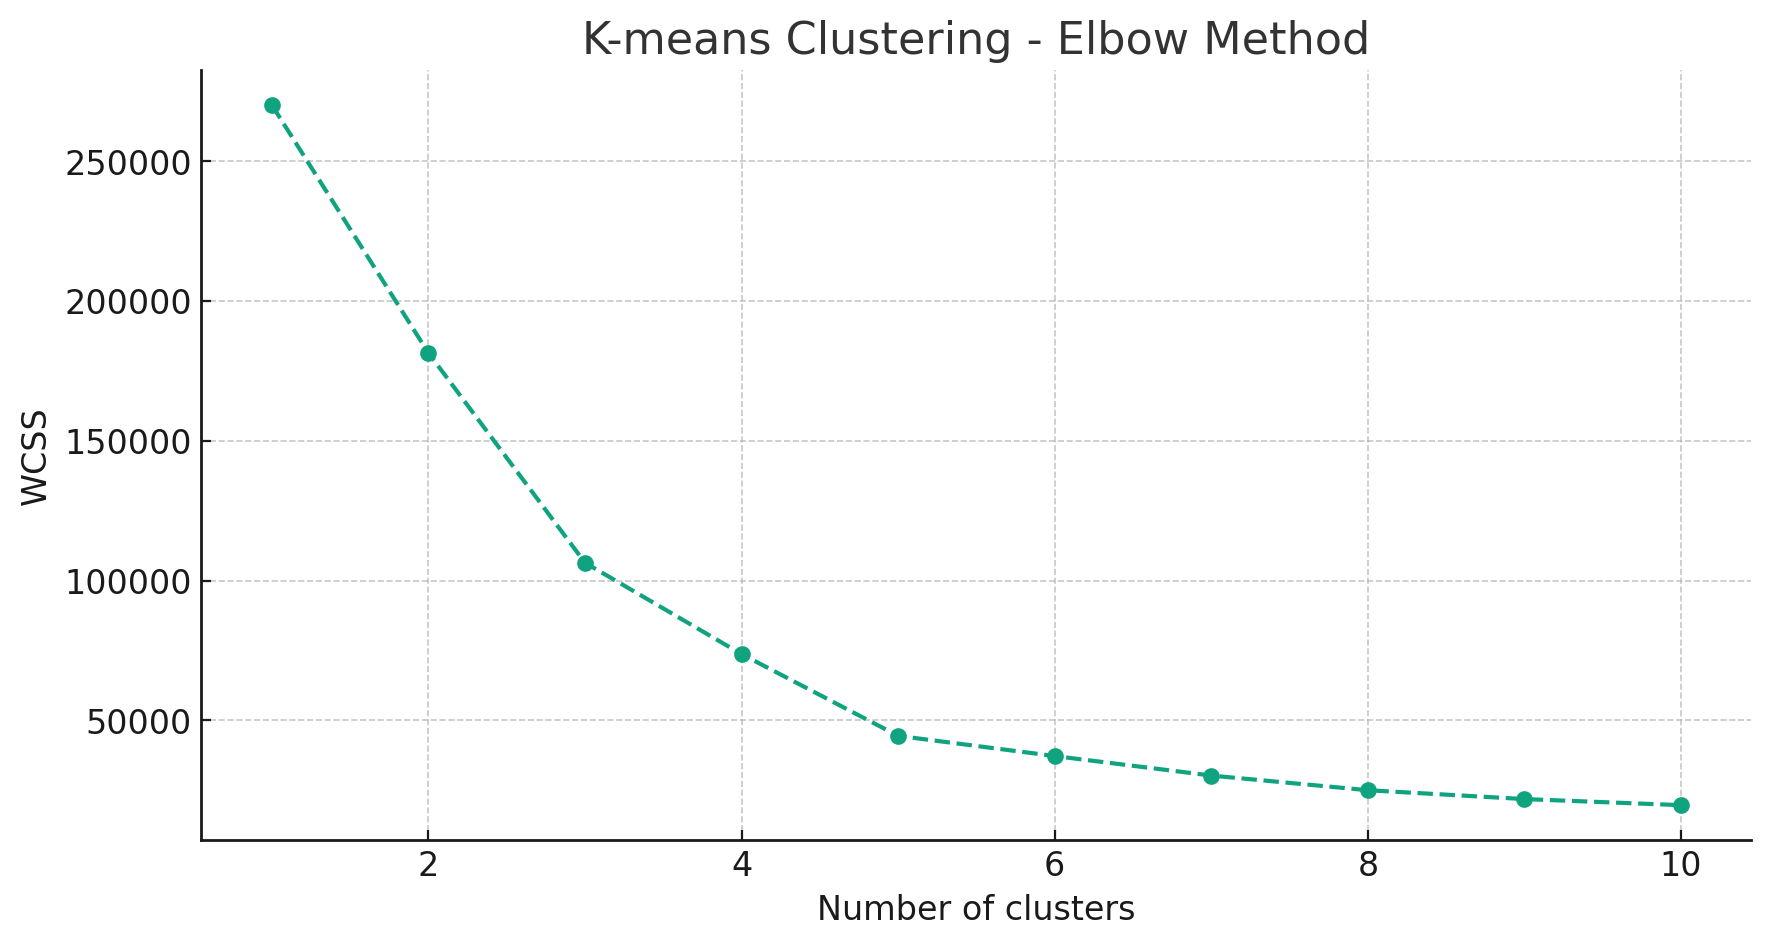 K-means Clustering - Elbow Method
250000
200000
150000
100000
50000
WCSS
2 4 6 8 10
Number of clusters